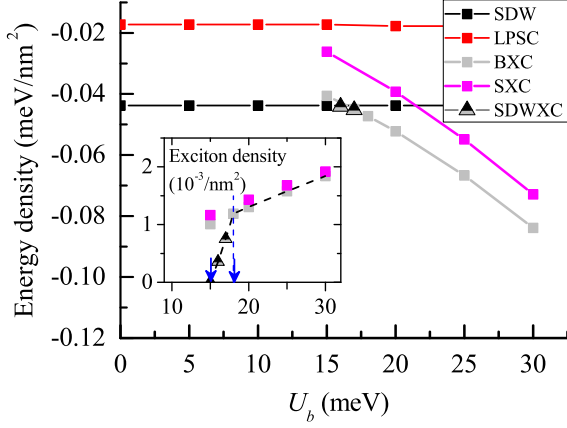 SDW
LPSC
BXC
SXC
SDWXC
Energy density (meV/nm²)
-0.02
-0.04
-0.06
-0.08
-0.10
-0.12
Exciton density
(10⁻³/nm²)
2
1
0
10 20 30
0 5 10 15 20 25 30
U_b (meV)